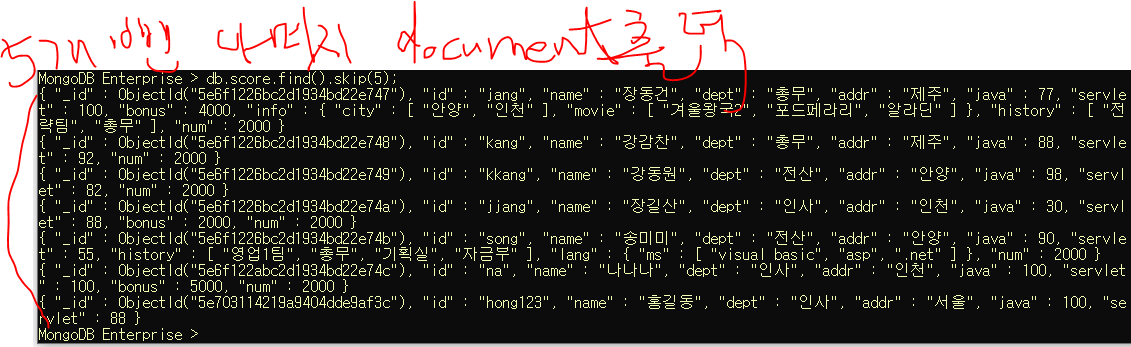 5개 뺀 나머지 document 출력
MongoDB Enterprise > db.score.find().skip(5);
{ "_id" : ObjectId("5e6f1226bc2d1934bd22e747"), "id" : "jang", "name" : "장동건", "dept" : "총무", "addr" : "제주", "java" : 77, "servle
t" : 100, "bonus" : 4000, "info" : { "city" : [ "안양", "인천" ], "movie" : [ "겨울왕국2", "포드페라리", "알라딘" ] }, "history" : [ "전
략팀", "총무" ], "num" : 2000 }
{ "_id" : ObjectId("5e6f1226bc2d1934bd22e748"), "id" : "kang", "name" : "강감찬", "dept" : "총무", "addr" : "제주", "java" : 88, "servle
t" : 92, "num" : 2000 }
{ "_id" : ObjectId("5e6f1226bc2d1934bd22e749"), "id" : "kkang", "name" : "강동원", "dept" : "전산", "addr" : "안양", "java" : 98, "servl
et" : 82, "num" : 2000 }
{ "_id" : ObjectId("5e6f1226bc2d1934bd22e74a"), "id" : "jjang", "name" : "장길산", "dept" : "인사", "addr" : "인천", "java" : 30, "servl
et" : 88, "bonus" : 2000, "num" : 2000 }
{ "_id" : ObjectId("5e6f1226bc2d1934bd22e74b"), "id" : "song", "name" : "송미미", "dept" : "전산", "addr" : "안양", "java" : 90, "servle
t" : 55, "history" : [ "영업1팀", "총무", "기획실", "자금부" ], "lang" : { "ms" : [ "visual basic", "asp", ".net" ] }, "num" : 2000 }
{ "_id" : ObjectId("5e6f122abc2d1934bd22e74c"), "id" : "na", "name" : "나나나", "dept" : "인사", "addr" : "인천", "java" : 100, "servlet"
 : 100, "bonus" : 5000, "num" : 2000 }
{ "_id" : ObjectId("5e703114219a9404dde9af3c"), "id" : "hong123", "name" : "홍길동", "dept" : "인사", "addr" : "서울", "java" : 100, "se
rvlet" : 88 }
MongoDB Enterprise >